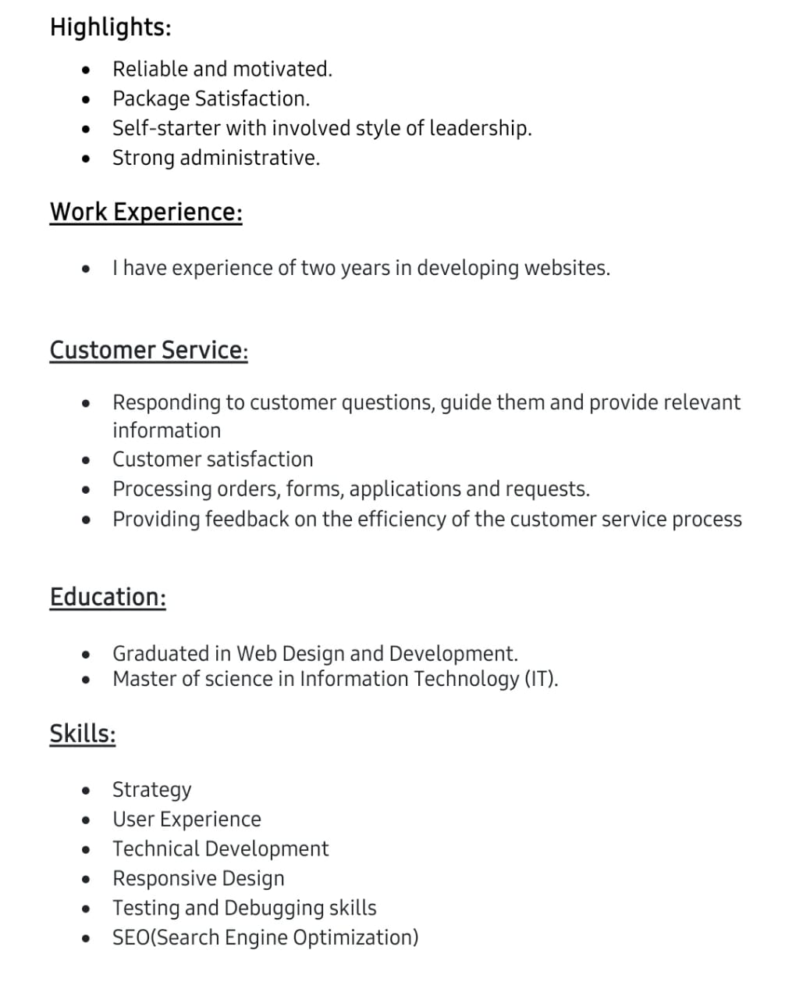 Highlights:
Reliable and motivated.
Package Satisfaction.
Self-starter with involved style of leadership.
Strong administrative.
Work Experience:
I have experience of two years in developing websites.
Customer Service:
Responding to customer questions, guide them and provide relevant
information
Customer satisfaction
Processing orders, forms, applications and requests.
Providing feedback on the efficiency of the customer service process
Education:
Graduated in Web Design and Development.
Master of science in Information Technology (IT).
Skills:
Strategy
User Experience
Technical Development
Responsive Design
Testing and Debugging skills
SEO(Search Engine Optimization)